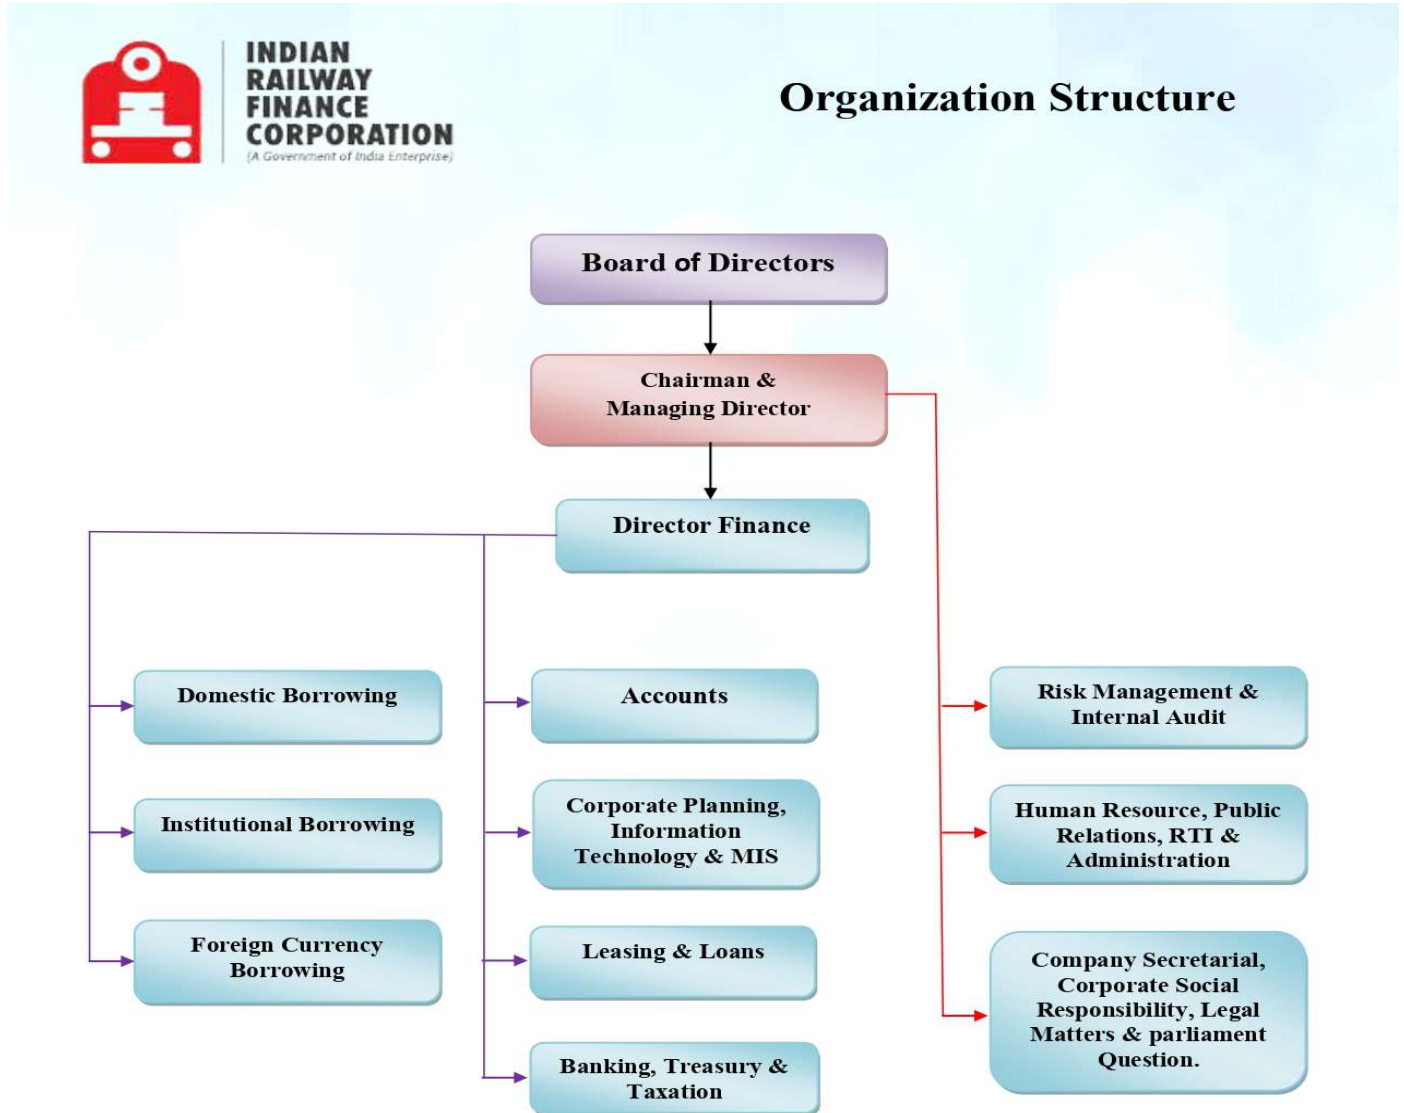 INDIAN
RAILWAY
FINANCE
CORPORATION
(A Government of India Enterprise)
Organization Structure
Board of Directors
Chairman &
Managing Director
Director Finance
Domestic Borrowing
Institutional Borrowing
Foreign Currency
Borrowing
Accounts
Corporate Planning,
Information
Technology & MIS
Leasing & Loans
Banking, Treasury &
Taxation
Risk Management &
Internal Audit
Human Resource, Public
Relations, RTI &
Administration
Company Secretarial,
Corporate Social
Responsibility, Legal
Matters & parliament
Question.